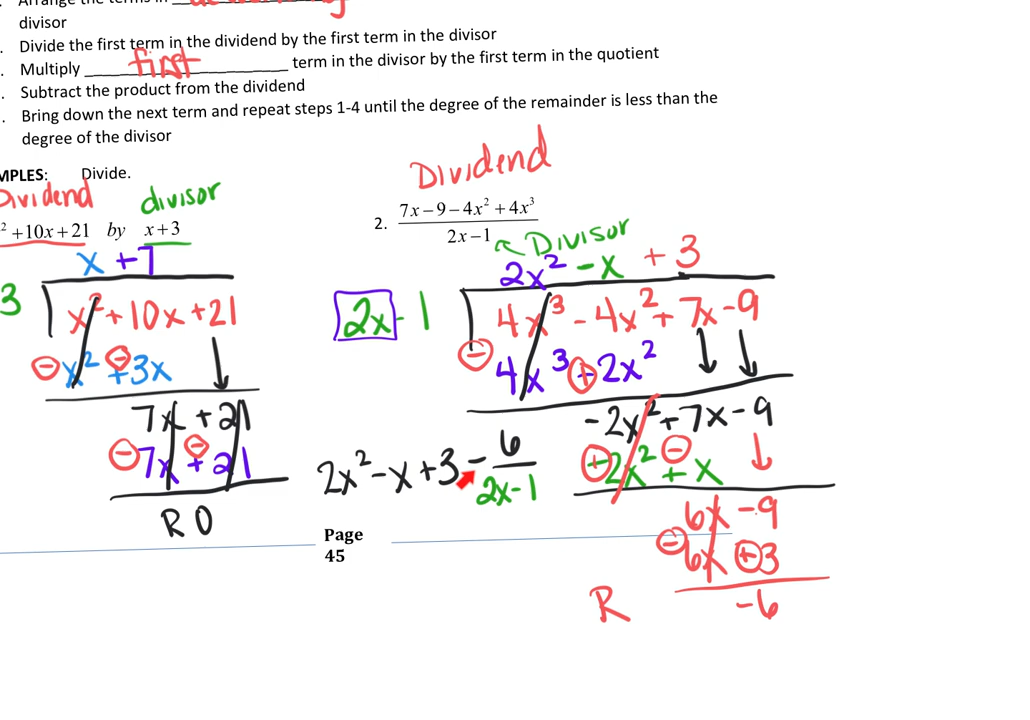 Arrange the terms in
divisor
. Divide the first term in the dividend by the first term in the divisor
. Multiply first term in the divisor by the first term in the quotient
. Subtract the product from the dividend
. Bring down the next term and repeat steps 1-4 until the degree of the remainder is less than the
degree of the divisor
MPLES: Divide.
Dividend divisor
² +10x+21 by x+3
x +7
3 x² + 10x + 21
⊖ x² ⊖ +3x
7x + 21
⊖ 7x ⊖ + 21
R 0
Dividend
2. (7x − 9 − 4x² + 4x³) / (2x − 1)
Divisor
2x² - x + 3
2x - 1 4x³ - 4x² + 7x - 9
⊖ 4x³ ⊕ 2x²
-2x² + 7x - 9
⊕ 2x² ⊖ + x
6x - 9
⊖ 6x ⊕ 3
R -6
2x² - x + 3 - 6 / (2x - 1)
Page
45